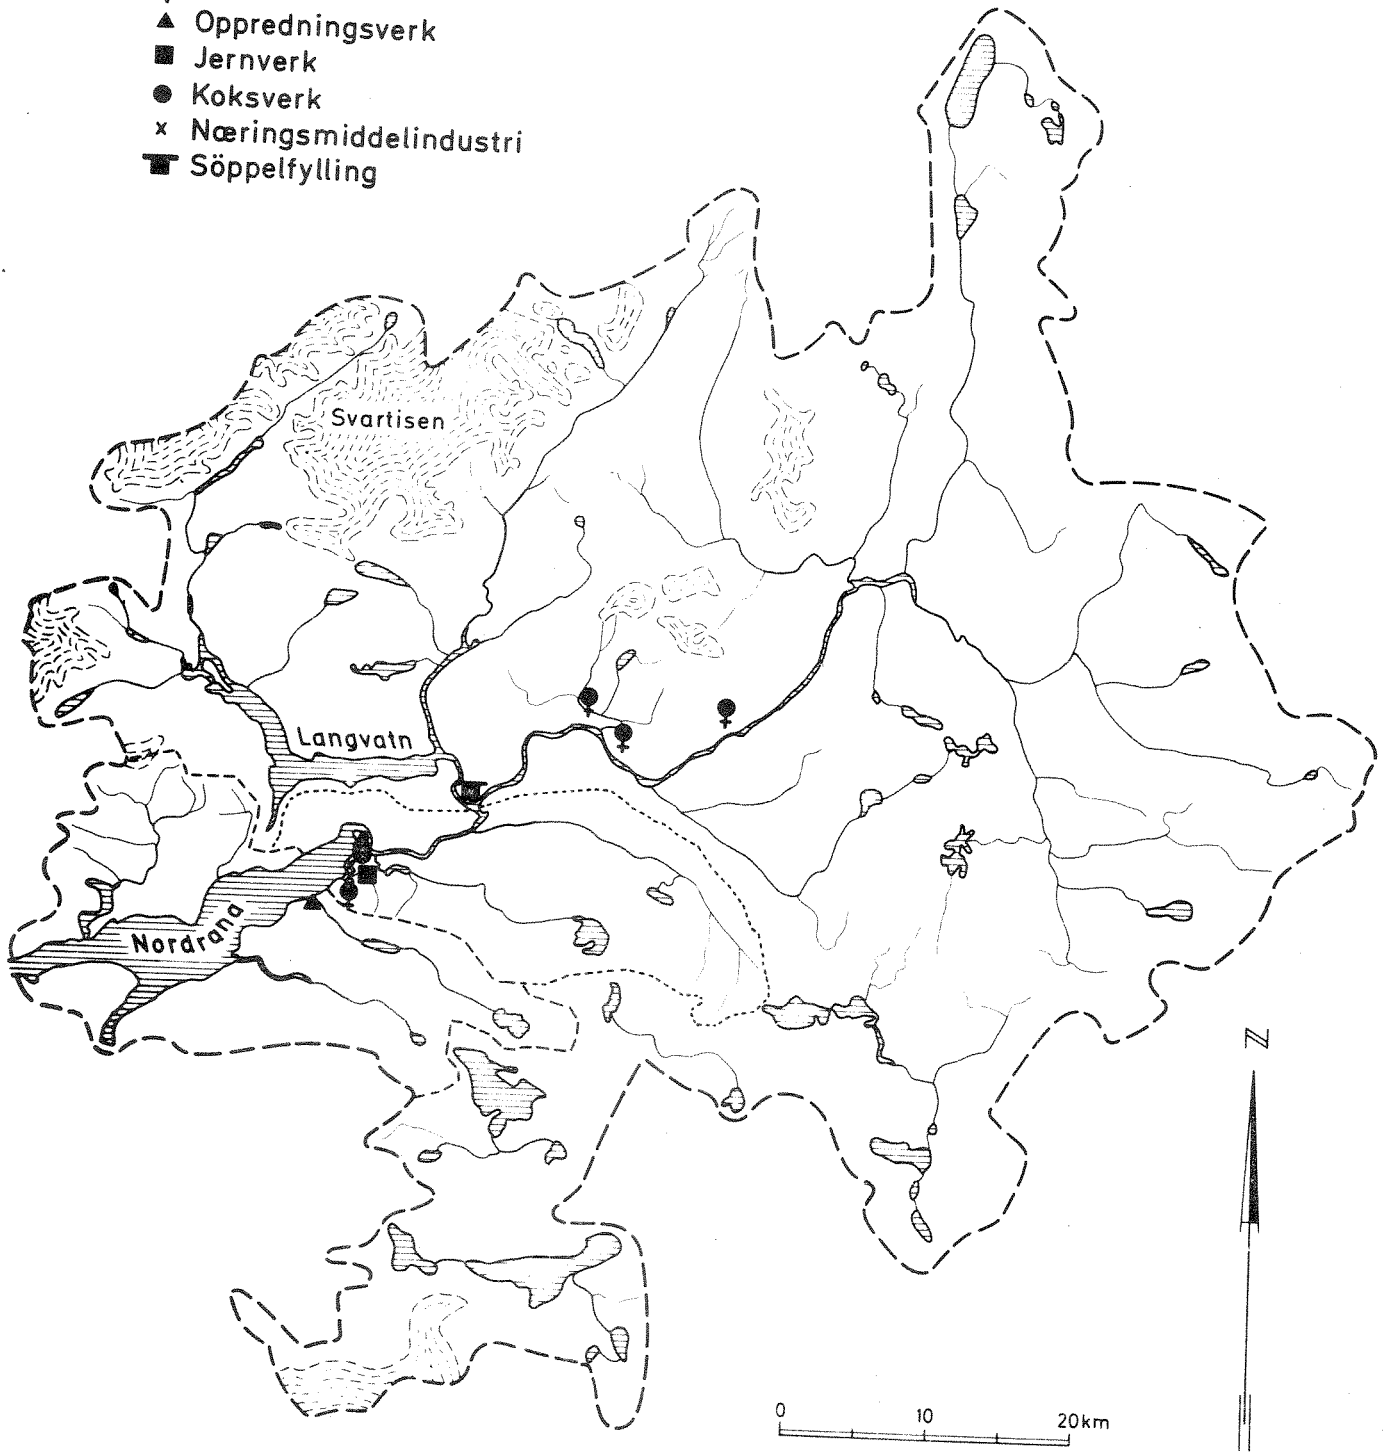 Oppredningsverk
Jernverk
Koksverk
x Næringsmiddelindustri
Söppelfylling
Svartisen
Langvatn
Nordrana
N
0 10 20km